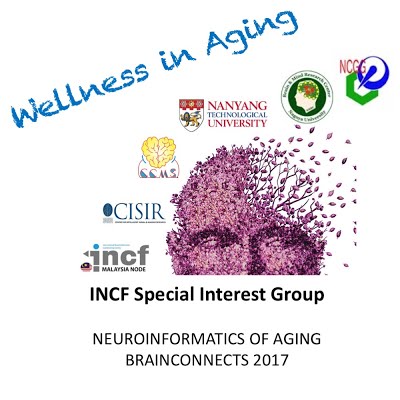 Wellness in Aging
NCGG
NANYANG
TECHNOLOGICAL
UNIVERSITY
CISIR
incf
MALAYSIA NODE
INCF Special Interest Group
NEUROINFORMATICS OF AGING
BRAINCONNECTS 2017